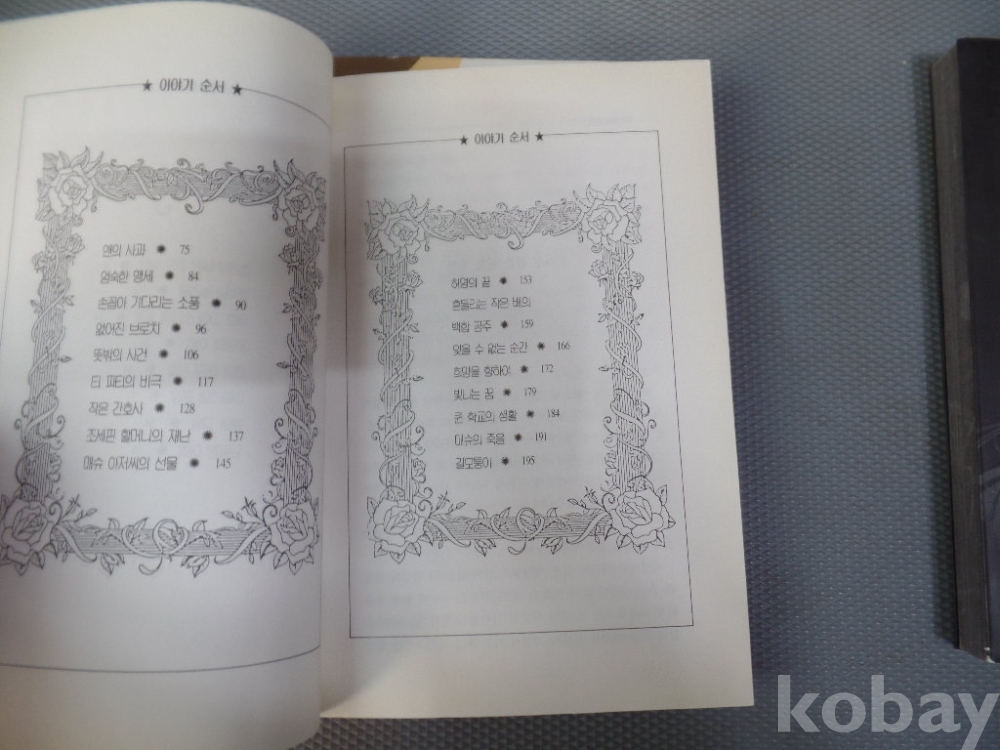 ★ 이야기 순서 ★
앤의 사과 ✹ 75
엄숙한 맹세 ✹ 84
손꼽아 기다리는 소풍 ✹ 90
없어진 브로치 ✹ 96
뜻밖의 사건 ✹ 106
티 파티의 비극 ✹ 117
작은 간호사 ✹ 128
조세핀 할머니의 재난 ✹ 137
매슈 아저씨의 선물 ✹ 145
★ 이야기 순서 ★
허영의 끝 ✹ 153
흔들리는 작은 배의
백합 공주 ✹ 159
잊을 수 없는 순간 ✹ 166
희망을 향하여 ✹ 172
빛나는 꿈 ✹ 179
퀸 학교의 생활 ✹ 184
매슈의 죽음 ✹ 191
길모퉁이 ✹ 195
kobay